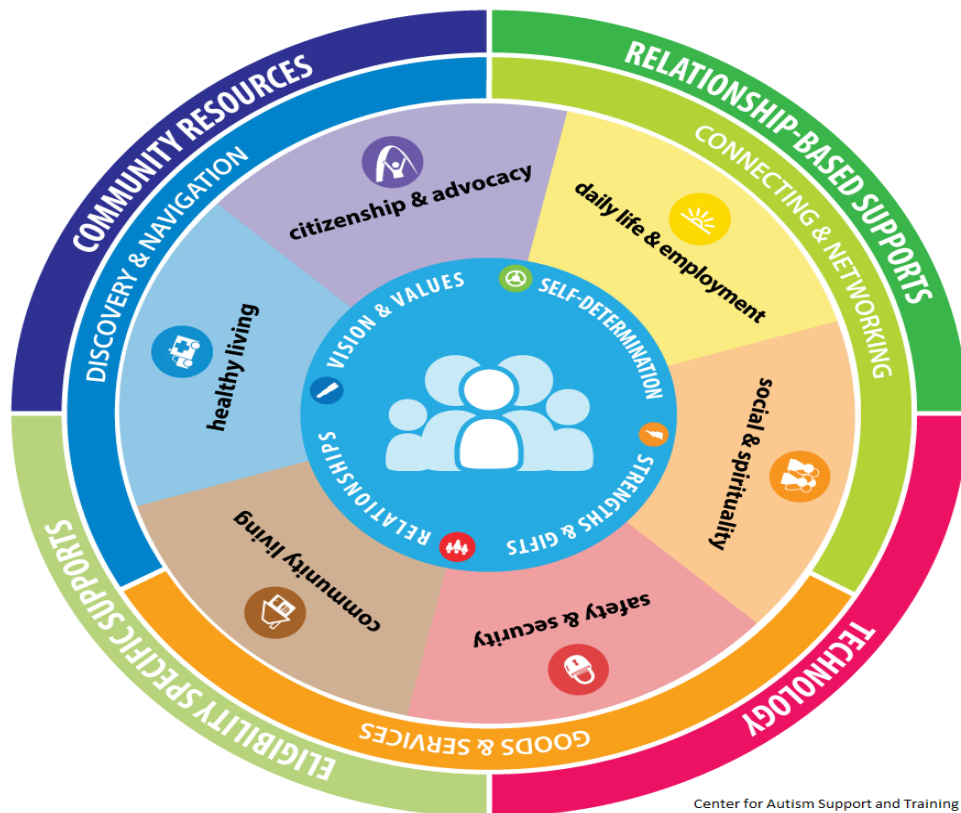 COMMUNITY RESOURCES
RELATIONSHIP-BASED SUPPORTS
TECHNOLOGY
ELIGIBILITY SPECIFIC SUPPORTS
DISCOVERY & NAVIGATION
CONNECTING & NETWORKING
GOODS & SERVICES
citizenship & advocacy
daily life & employment
social & spirituality
safety & security
community living
healthy living
VISION & VALUES
SELF-DETERMINATION
STRENGTHS & GIFTS
RELATIONSHIPS
Center for Autism Support and Training